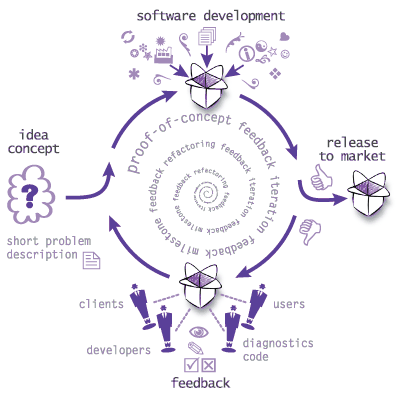 software development
idea
concept
?
release
to market
short problem
description
proof-of-concept feedback iteration feedback milestone feedback refactoring feedback iteration feedback milestone feedback refactoring feedback
clients
users
developers
diagnostics
code
feedback